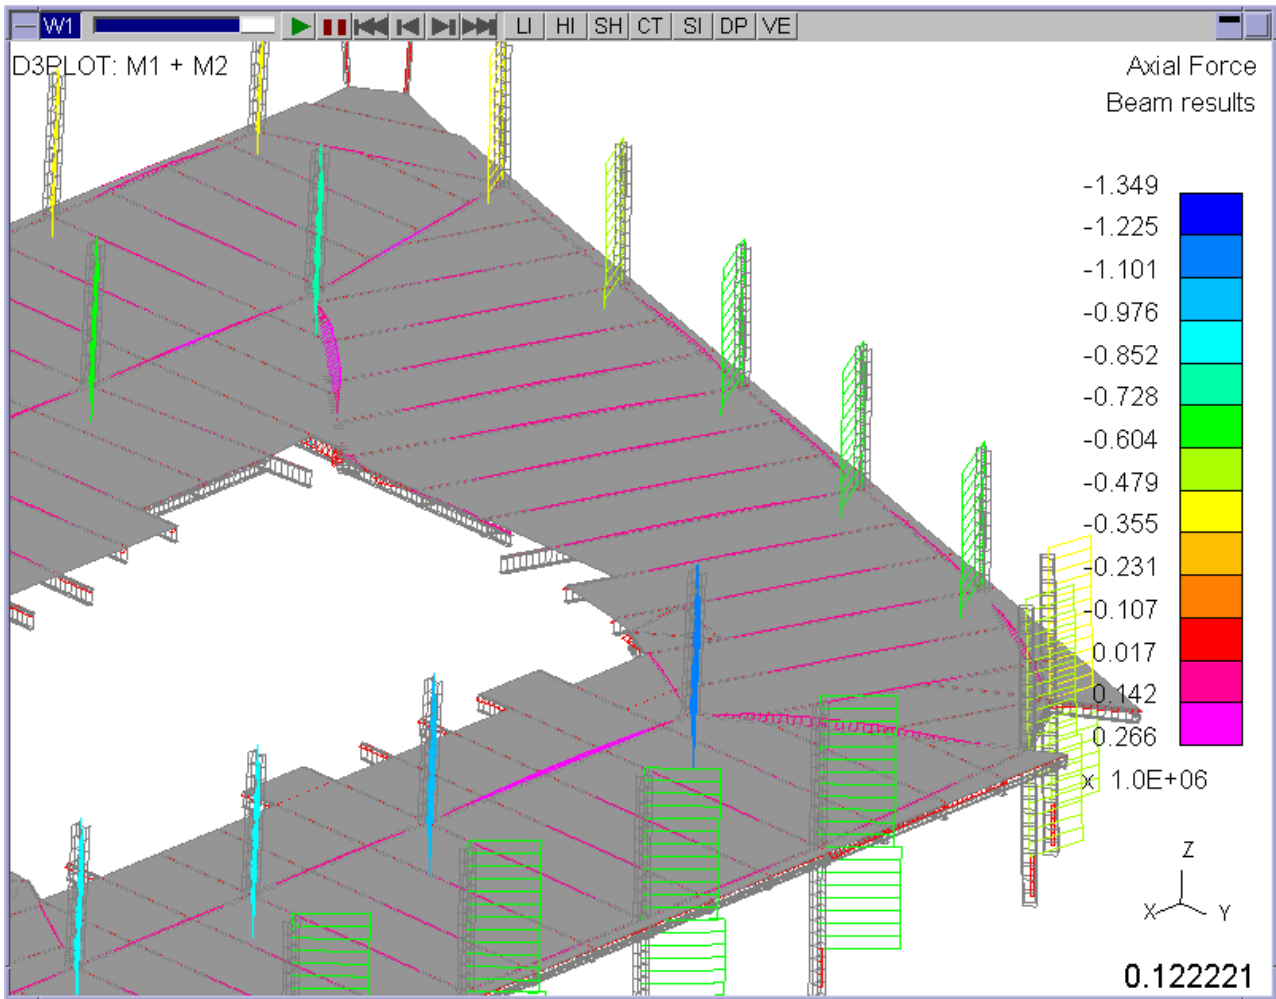 W1 LI HI SH CT SI DP VE
D3PLOT: M1 + M2
Axial Force
Beam results
-1.349
-1.225
-1.101
-0.976
-0.852
-0.728
-0.604
-0.479
-0.355
-0.231
-0.107
0.017
0.142
0.266
x 1.0E+06
Z
X Y
0.122221